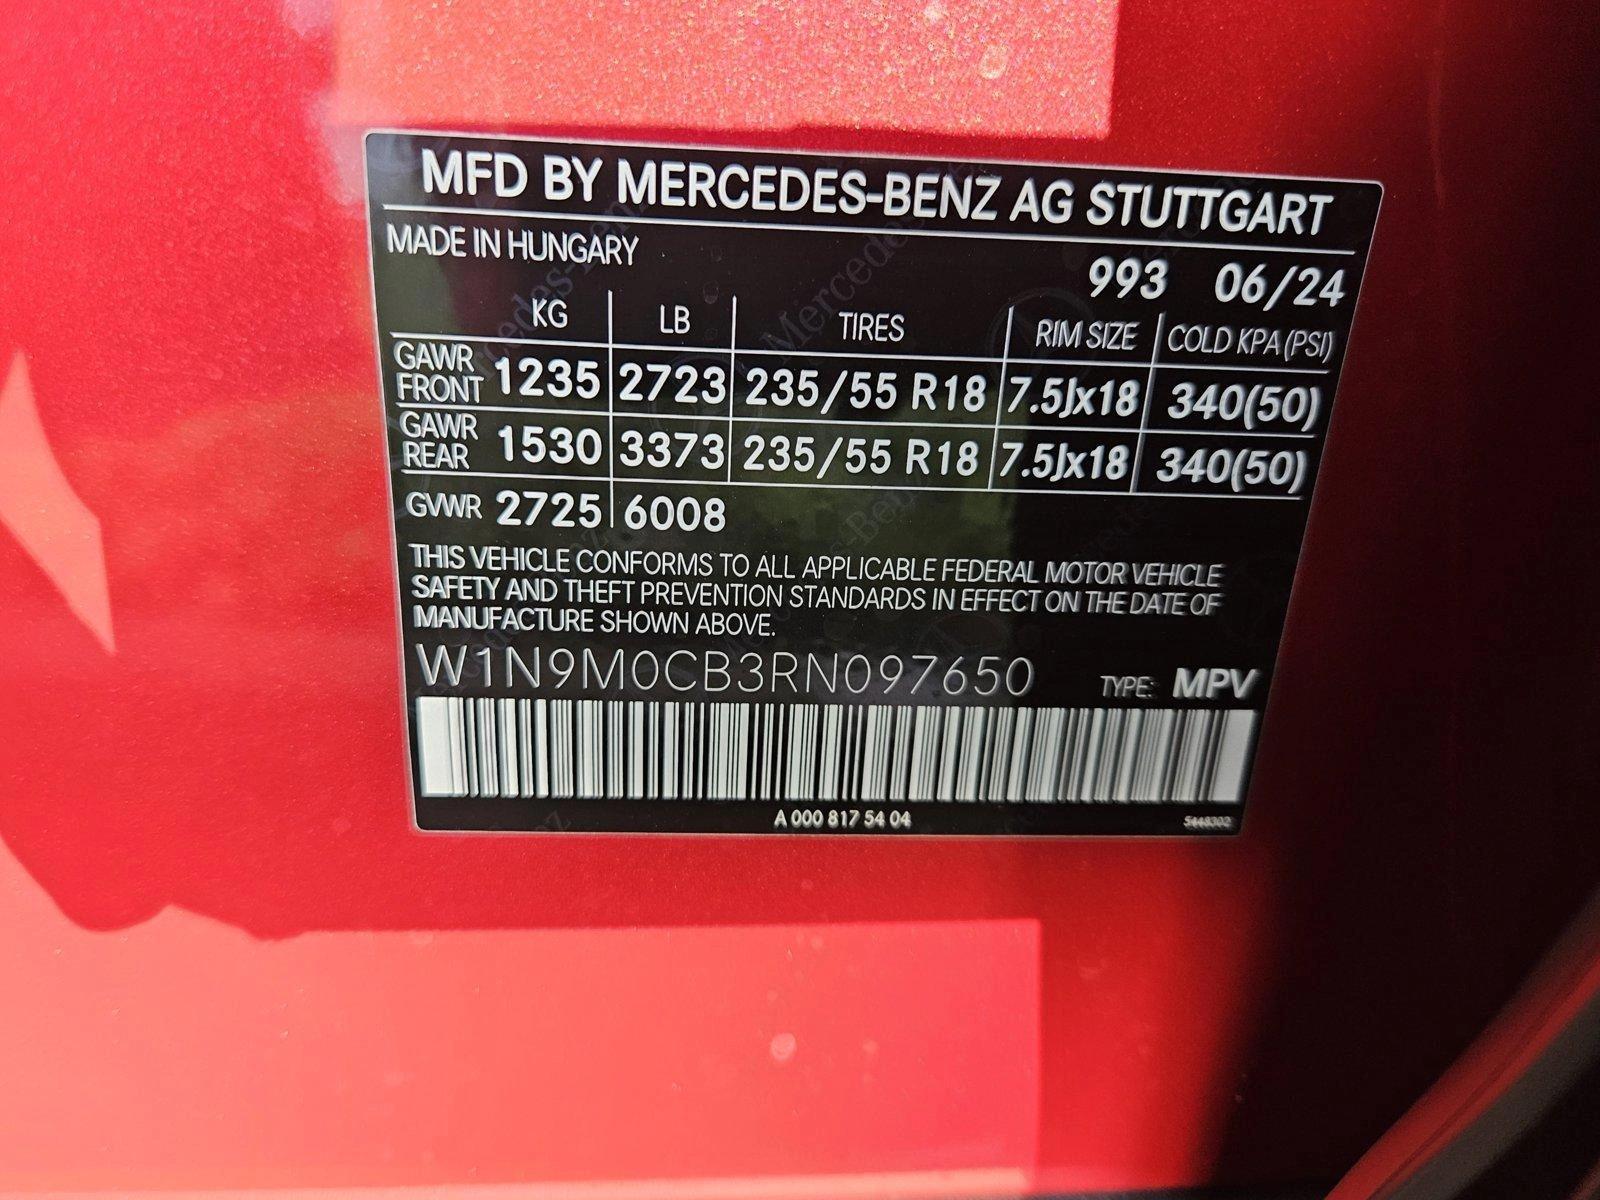 MFD BY MERCEDES-BENZ AG STUTTGART
MADE IN HUNGARY
993 06/24
KG LB TIRES RIM SIZE COLD KPA (PSI)
GAWR FRONT 1235 2723 235/55 R18 7.5Jx18 340(50)
GAWR REAR 1530 3373 235/55 R18 7.5Jx18 340(50)
GVWR 2725 6008
THIS VEHICLE CONFORMS TO ALL APPLICABLE FEDERAL MOTOR VEHICLE
SAFETY AND THEFT PREVENTION STANDARDS IN EFFECT ON THE DATE OF
MANUFACTURE SHOWN ABOVE.
W1N9M0CB3RN097650 TYPE: MPV
A 000 817 54 04 5448302